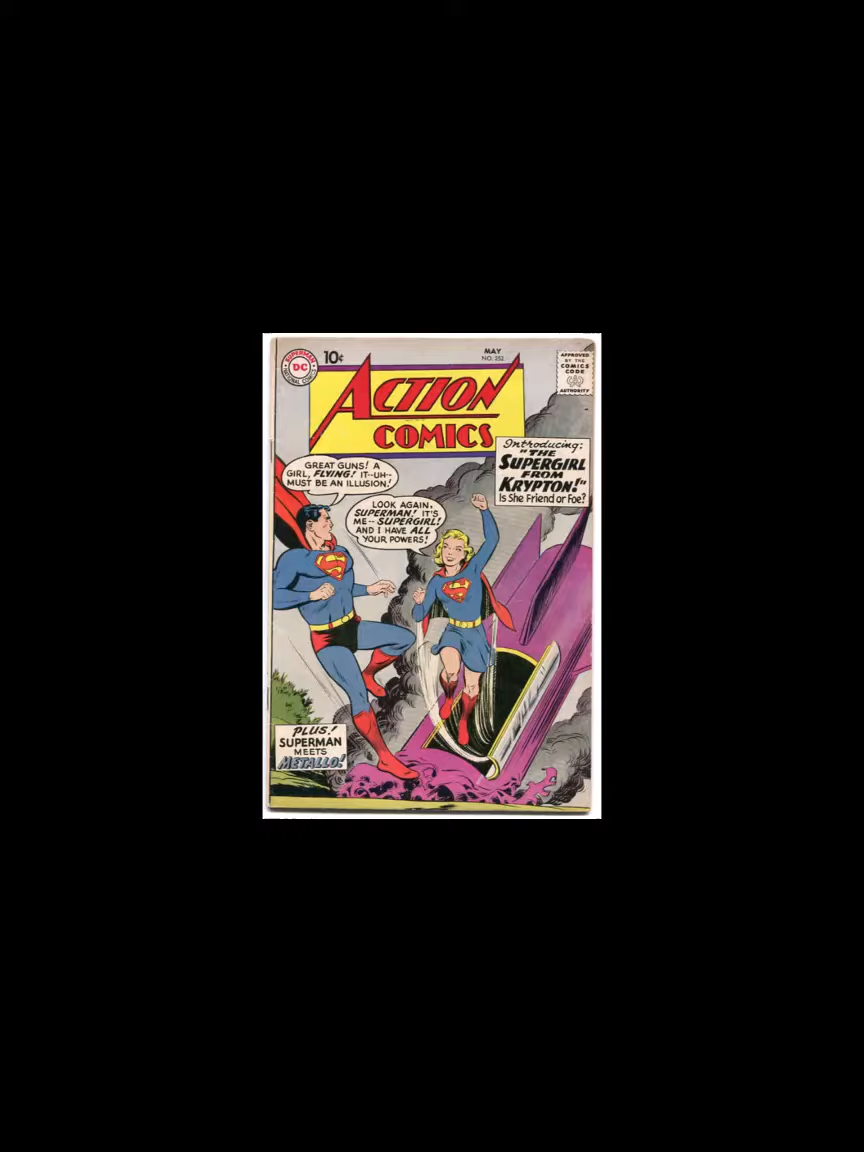 SUPERMAN
DC
NATIONAL COMICS
10¢
MAY
NO. 252
APPROVED
BY THE
COMICS
CODE
AUTHORITY
ACTION
COMICS
Introducing:
"THE
SUPERGIRL
FROM
KRYPTON!"
Is She Friend or Foe?
GREAT GUNS! A
GIRL, FLYING! IT--UH--
MUST BE AN ILLUSION!
LOOK AGAIN,
SUPERMAN! IT'S
ME-- SUPERGIRL!
AND I HAVE ALL
YOUR POWERS!
S
S
PLUS!
SUPERMAN
MEETS
METALLO!